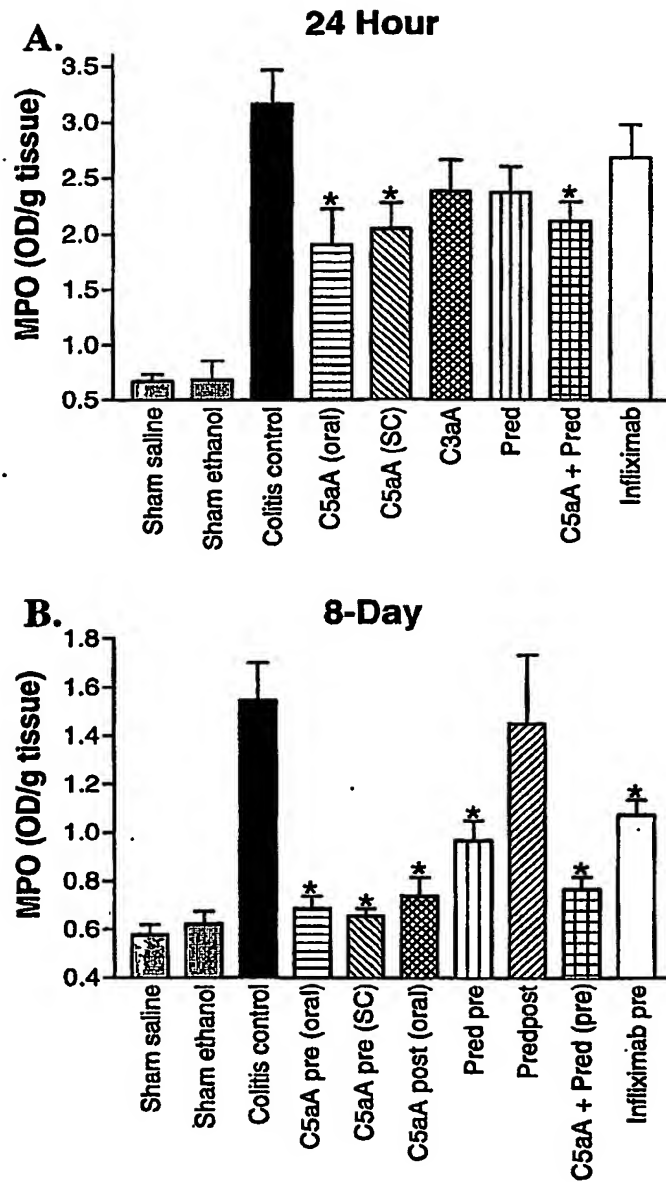 A.
24 Hour
MPO (OD/g tissue)
3.5
3.0
2.5
2.0
1.5
1.0
0.5
*
*
*
Sham saline
Sham ethanol
Colitis control
C5aA (oral)
C5aA (SC)
C3aA
Pred
C5aA + Pred
Infliximab
B.
8-Day
MPO (OD/g tissue)
1.8
1.6
1.4
1.2
1.0
0.8
0.6
0.4
*
*
*
*
*
*
Sham saline
Sham ethanol
Colitis control
C5aA pre (oral)
C5aA pre (SC)
C5aA post (oral)
Pred pre
Predpost
C5aA + Pred (pre)
Infliximab pre